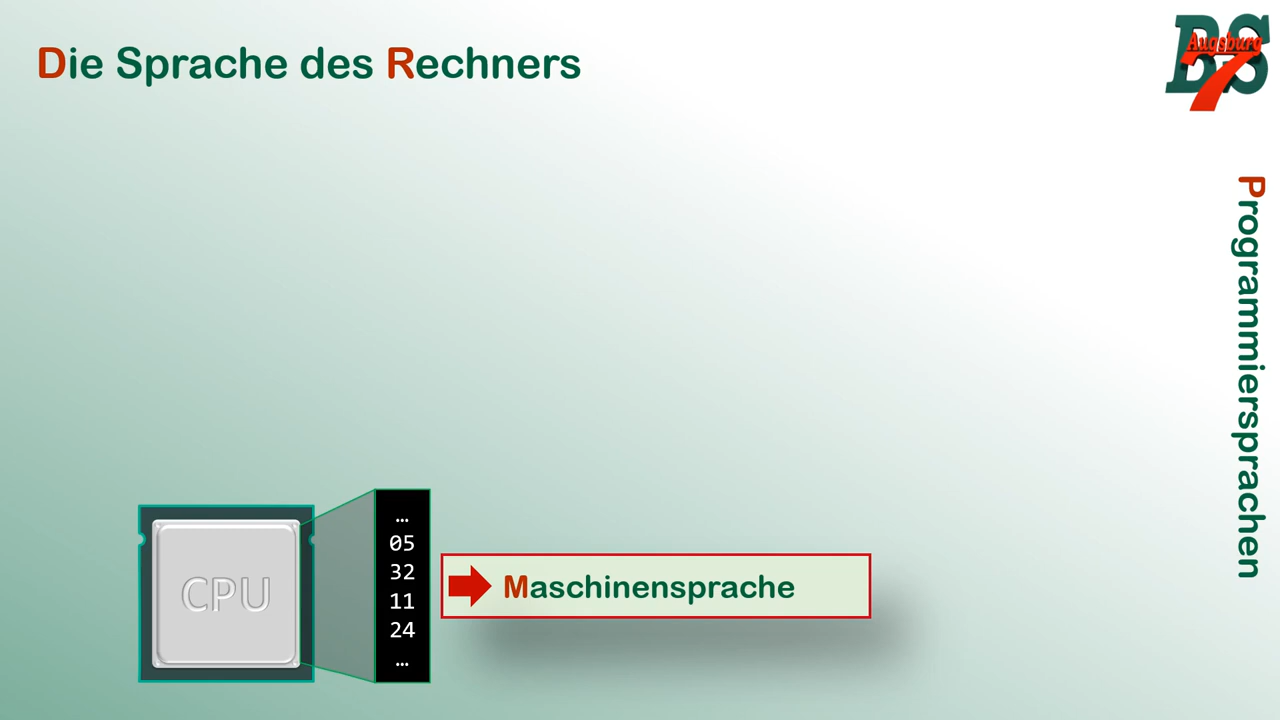 Die Sprache des Rechners
BS
Augsburg
7
Programmiersprachen
CPU
...
05
32
11
24
...
Maschinensprache